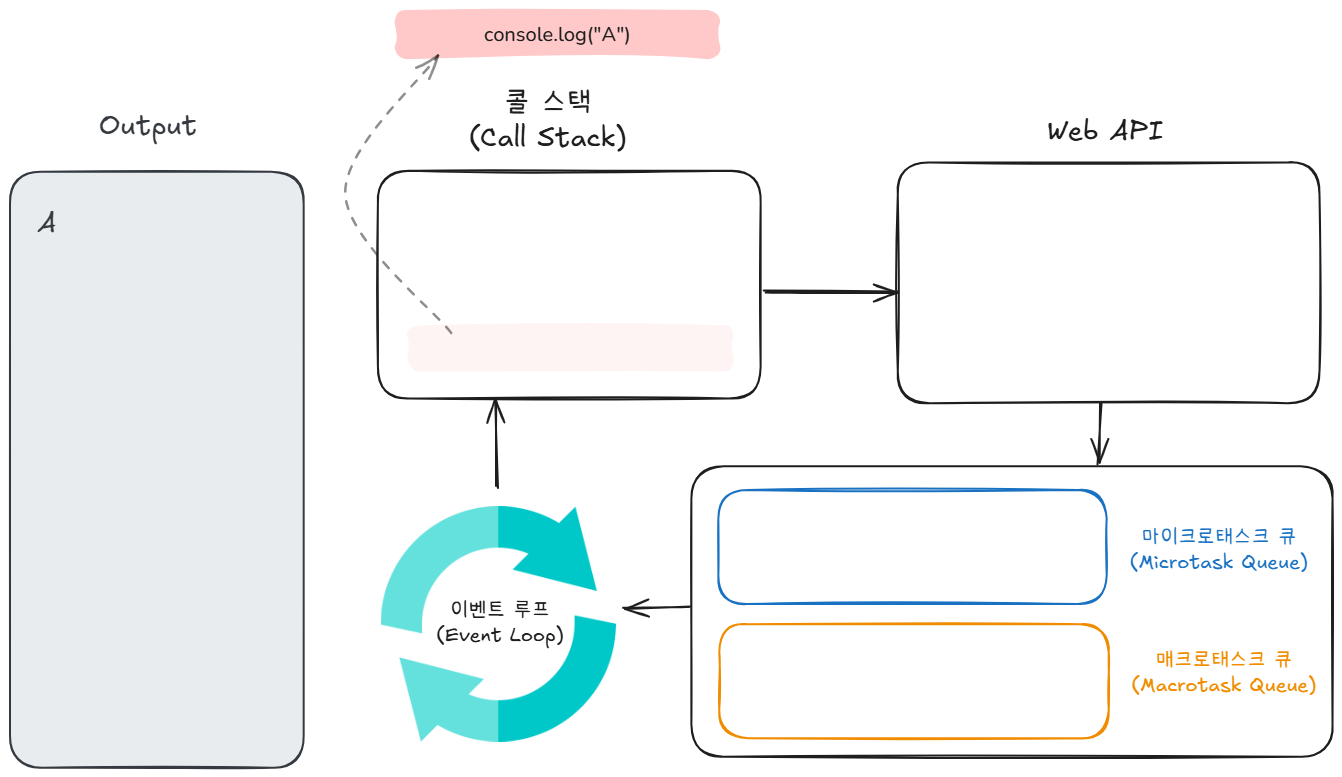 console.log("A")
콜 스택
(Call Stack)
Output
Web API
A
마이크로태스크 큐
(Microtask Queue)
이벤트 루프
(Event Loop)
매크로태스크 큐
(Macrotask Queue)